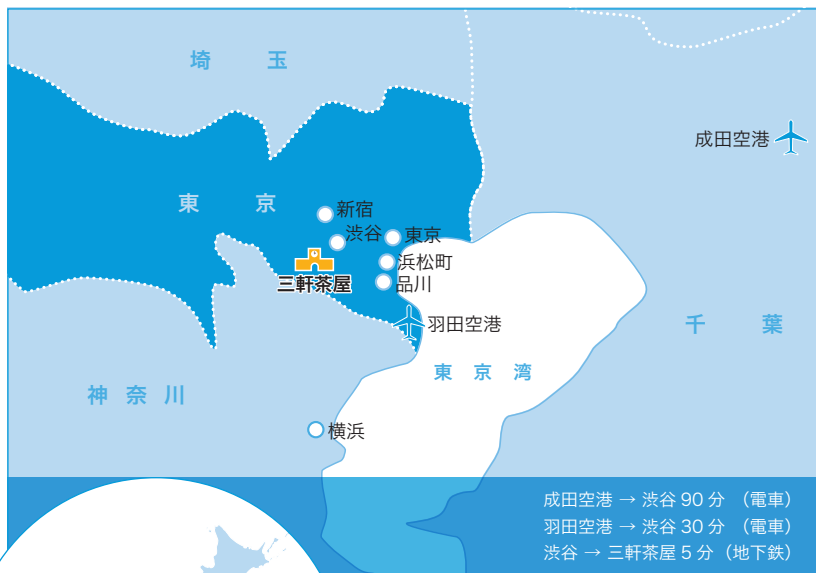 埼玉
成田空港
東京
新宿
渋谷
東京
浜松町
三軒茶屋
品川
羽田空港
千葉
東京湾
神奈川
横浜
成田空港 → 渋谷 90 分 （電車）
羽田空港 → 渋谷 30 分 （電車）
渋谷 → 三軒茶屋 5 分（地下鉄）